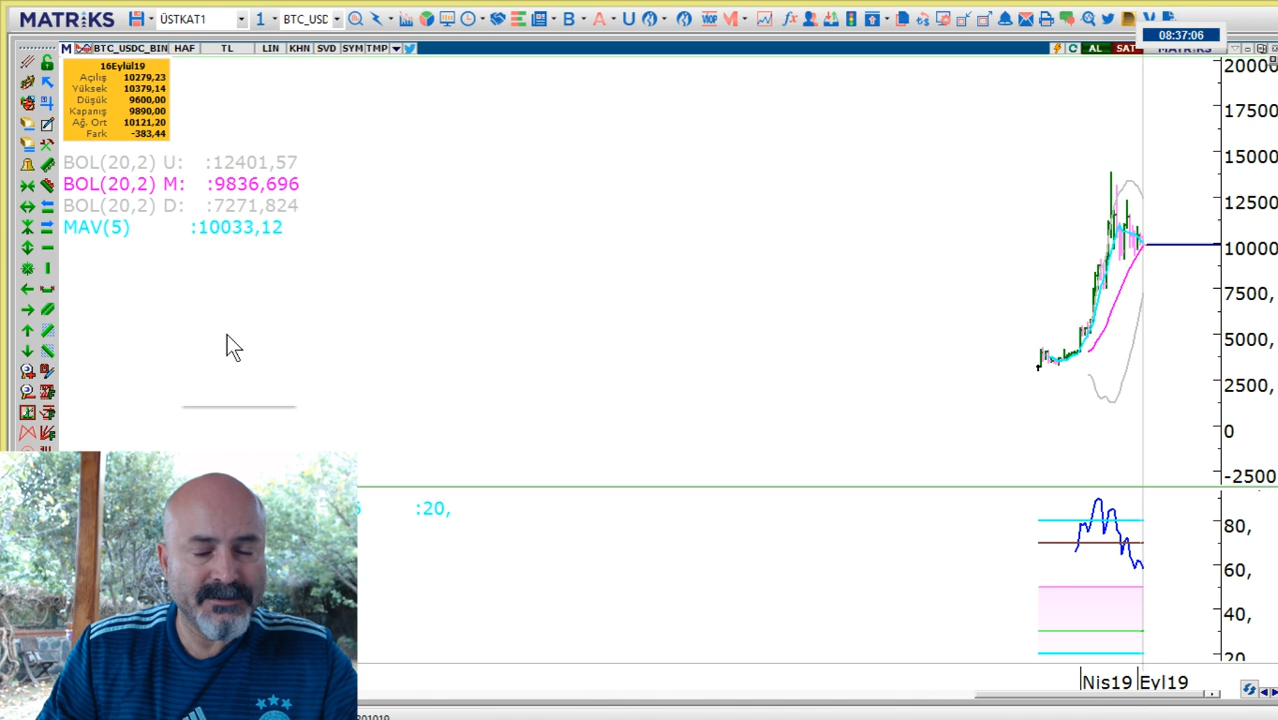 MATRİKS ÜSTKAT1 1 BTC_USD B A U VIOP M fx
08:37:06
M BTC_USDC_BIN HAF TL LIN KHN SVD SYM TMP C AL SAT
16Eylül19
Açılış 10279,23
Yüksek 10379,14
Düşük 9600,00
Kapanış 9890,00
Ağ. Ort 10121,20
Fark -383,44
BOL(20,2) U: :12401,57
BOL(20,2) M: :9836,696
BOL(20,2) D: :7271,824
MAV(5) :10033,12
17500
15000
12500
10000
7500,
5000,
2500,
0
-2500
:20,
80,
60,
40,
20
Nis19 Eyl19